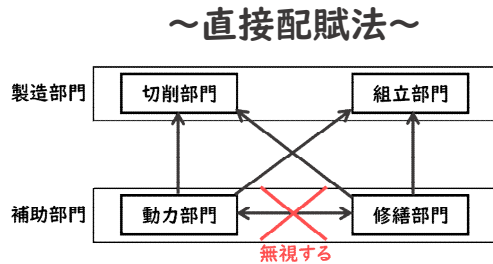 〜直接配賦法〜
製造部門
切削部門
組立部門
補助部門
動力部門
修繕部門
無視する